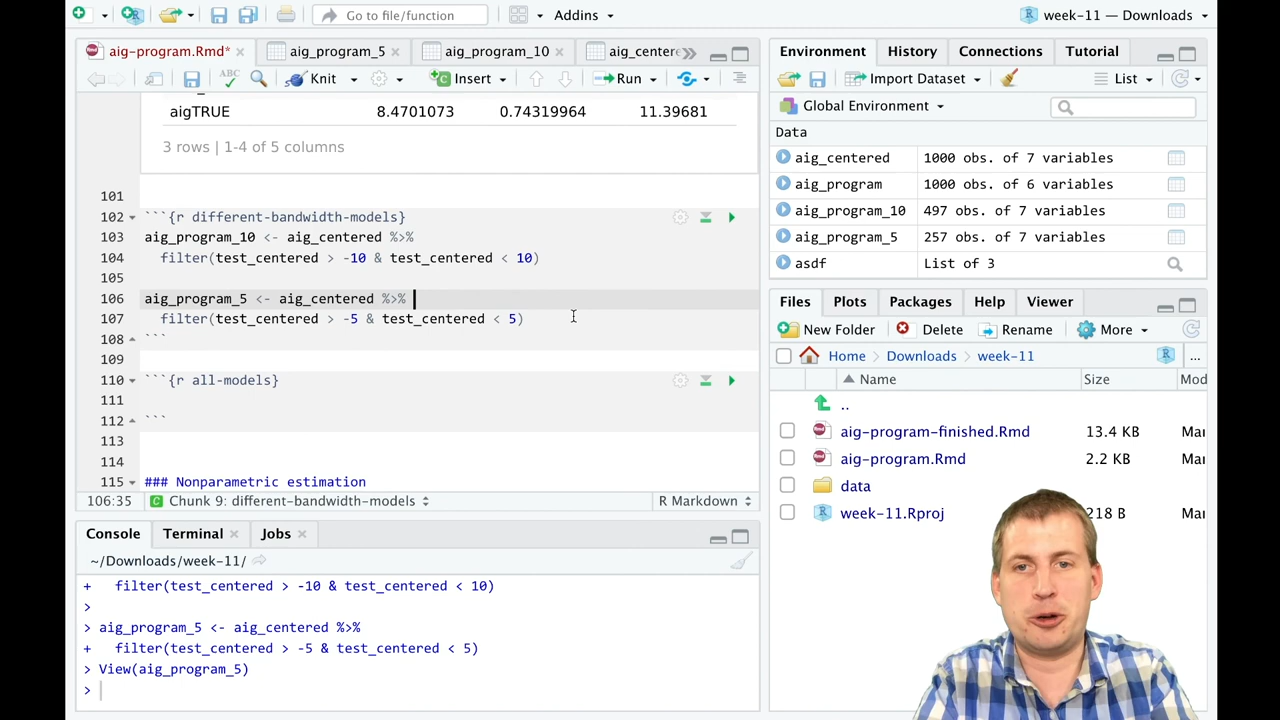 Go to file/function
Addins
week-11 — Downloads
aig-program.Rmd*
aig_program_5
aig_program_10
Knit
Insert
Run
aigTRUE 8.4701073 0.74319964 11.39681
3 rows | 1-4 of 5 columns
101
102 ```{r different-bandwidth-models}
103 aig_program_10 <- aig_centered %>%
104 filter(test_centered > -10 & test_centered < 10)
105
106 aig_program_5 <- aig_centered %>%
107 filter(test_centered > -5 & test_centered < 5)
108 ```
109
110 ```{r all-models}
111
112 ```
113
114
115 ### Nonparametric estimation
106:35 Chunk 9: different-bandwidth-models R Markdown
Console Terminal Jobs
~/Downloads/week-11/
+ filter(test_centered > -10 & test_centered < 10)
>
> aig_program_5 <- aig_centered %>%
+ filter(test_centered > -5 & test_centered < 5)
> View(aig_program_5)
>
Environment History Connections Tutorial
Import Dataset List
Global Environment
Data
aig_centered 1000 obs. of 7 variables
aig_program 1000 obs. of 6 variables
aig_program_10 497 obs. of 7 variables
aig_program_5 257 obs. of 7 variables
asdf List of 3
Files Plots Packages Help Viewer
New Folder Delete Rename More
Home Downloads week-11 ...
Name Size
..
aig-program-finished.Rmd 13.4 KB
aig-program.Rmd 2.2 KB
data
week-11.Rproj 218 B